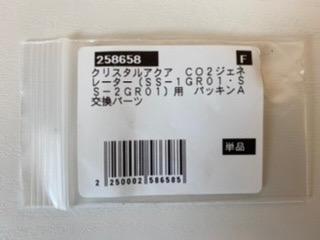 258658 F
クリスタルアクア CO2ジェネ
レーター（SS－1GR01・S
S－2GR01）用 パッキンA
交換パーツ
単品
2 250002 586585